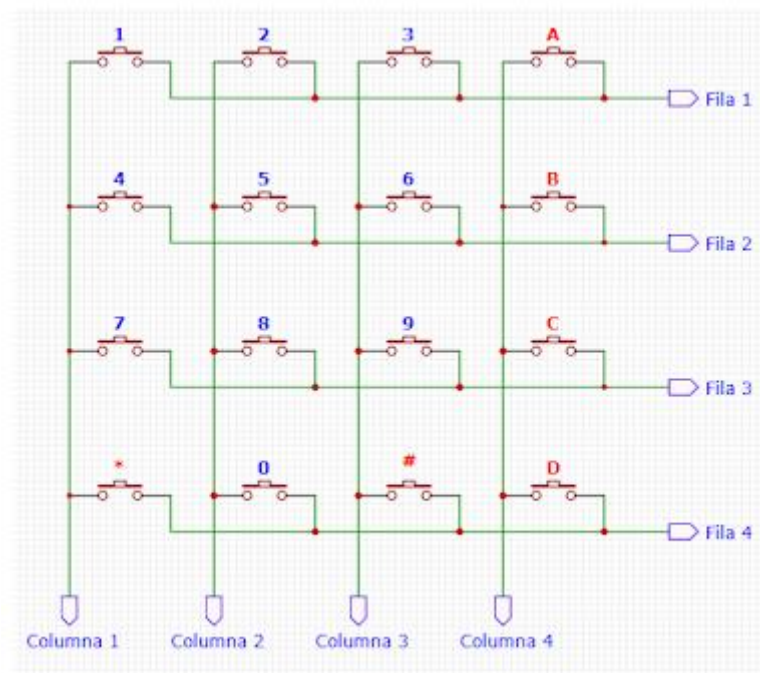 1 2 3 A
Fila 1
4 5 6 B
Fila 2
7 8 9 C
Fila 3
* 0 # D
Fila 4
Columna 1 Columna 2 Columna 3 Columna 4